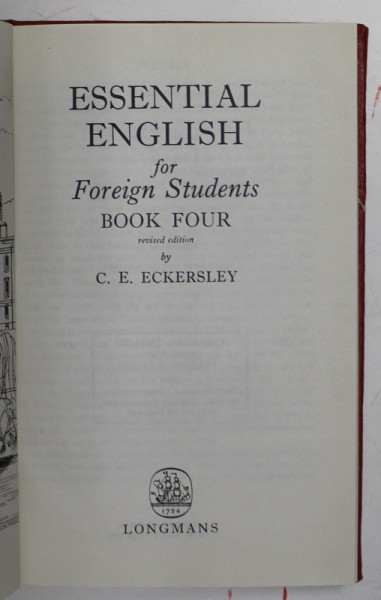 ESSENTIAL
ENGLISH
for
Foreign Students
BOOK FOUR
revised edition
by
C. E. ECKERSLEY
1724
LONGMANS